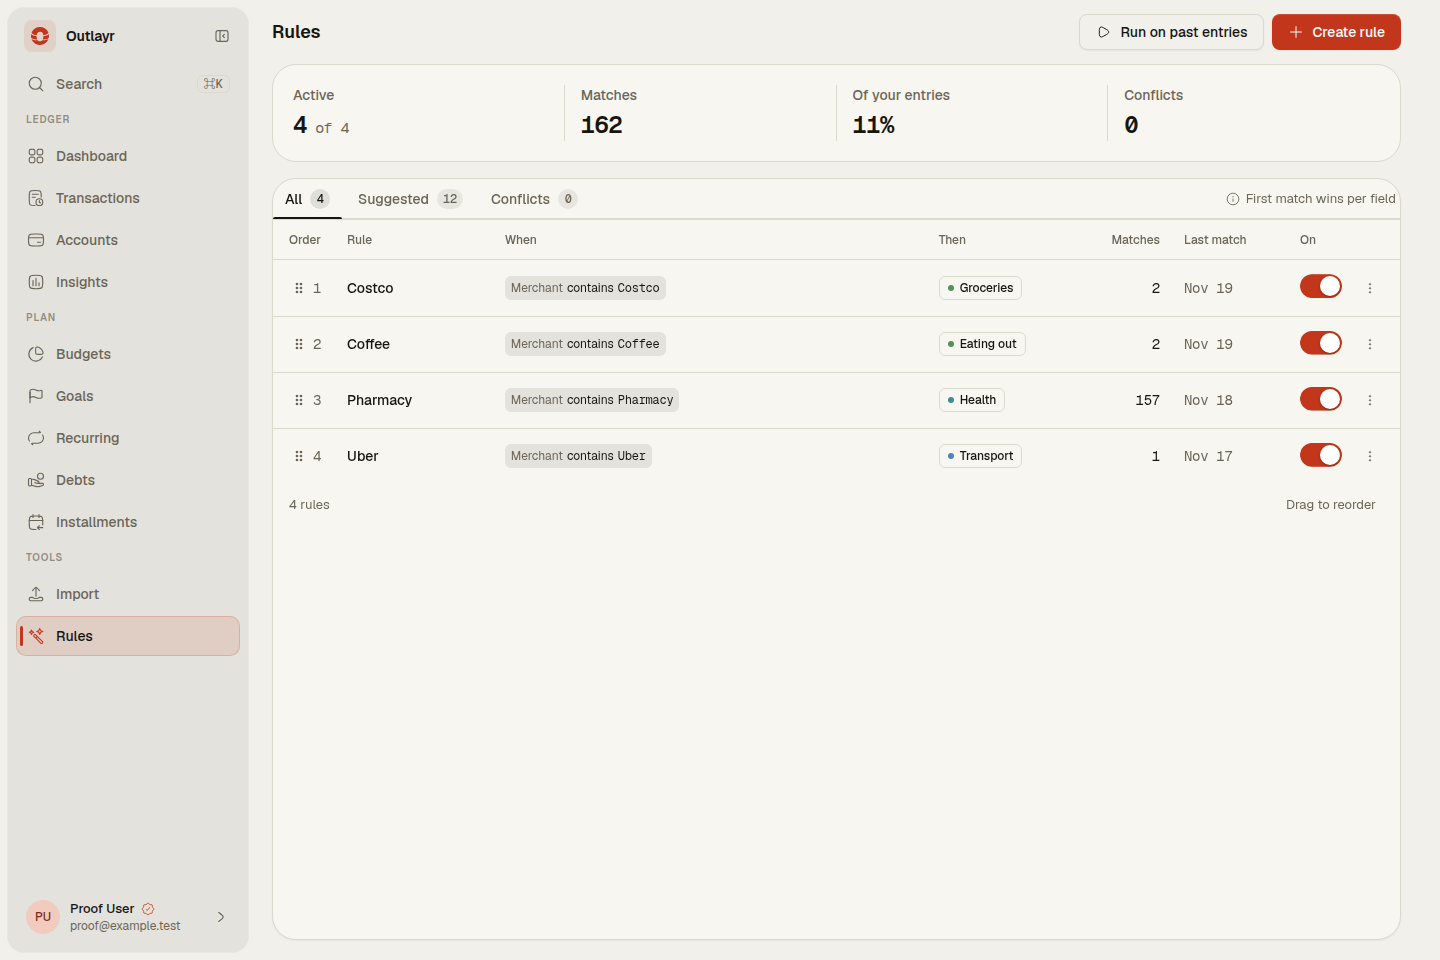 Outlayr
Search ⌘K
LEDGER
Dashboard
Transactions
Accounts
Insights
PLAN
Budgets
Goals
Recurring
Debts
Installments
TOOLS
Import
Rules
PU
Proof User
proof@example.test
Rules
Run on past entries
Create rule
Active
4 of 4
Matches
162
Of your entries
11%
Conflicts
0
All 4 Suggested 12 Conflicts 0 First match wins per field
Order Rule When Then Matches Last match On
1 Costco Merchant contains Costco Groceries 2 Nov 19
2 Coffee Merchant contains Coffee Eating out 2 Nov 19
3 Pharmacy Merchant contains Pharmacy Health 157 Nov 18
4 Uber Merchant contains Uber Transport 1 Nov 17
4 rules Drag to reorder